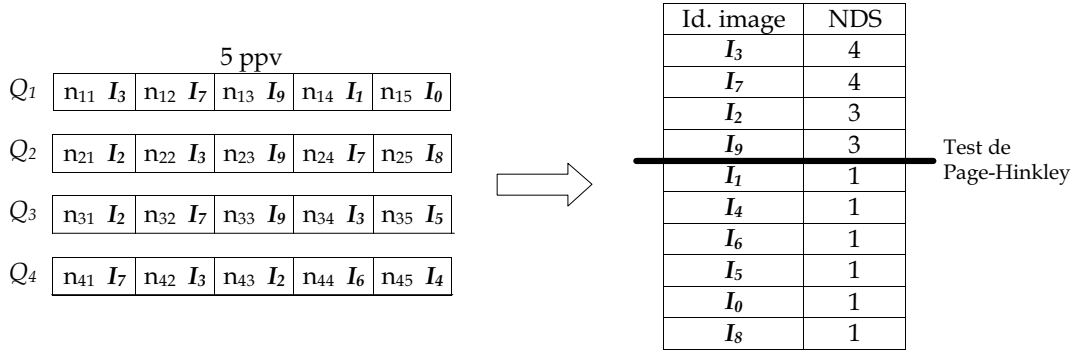 5 ppv
Q1 n11 I3 n12 I7 n13 I9 n14 I1 n15 I0
Q2 n21 I2 n22 I3 n23 I9 n24 I7 n25 I8
Q3 n31 I2 n32 I7 n33 I9 n34 I3 n35 I5
Q4 n41 I7 n42 I3 n43 I2 n44 I6 n45 I4
Id. image NDS
I3 4
I7 4
I2 3
I9 3
I1 1
I4 1
I6 1
I5 1
I0 1
I8 1
Test de
Page-Hinkley